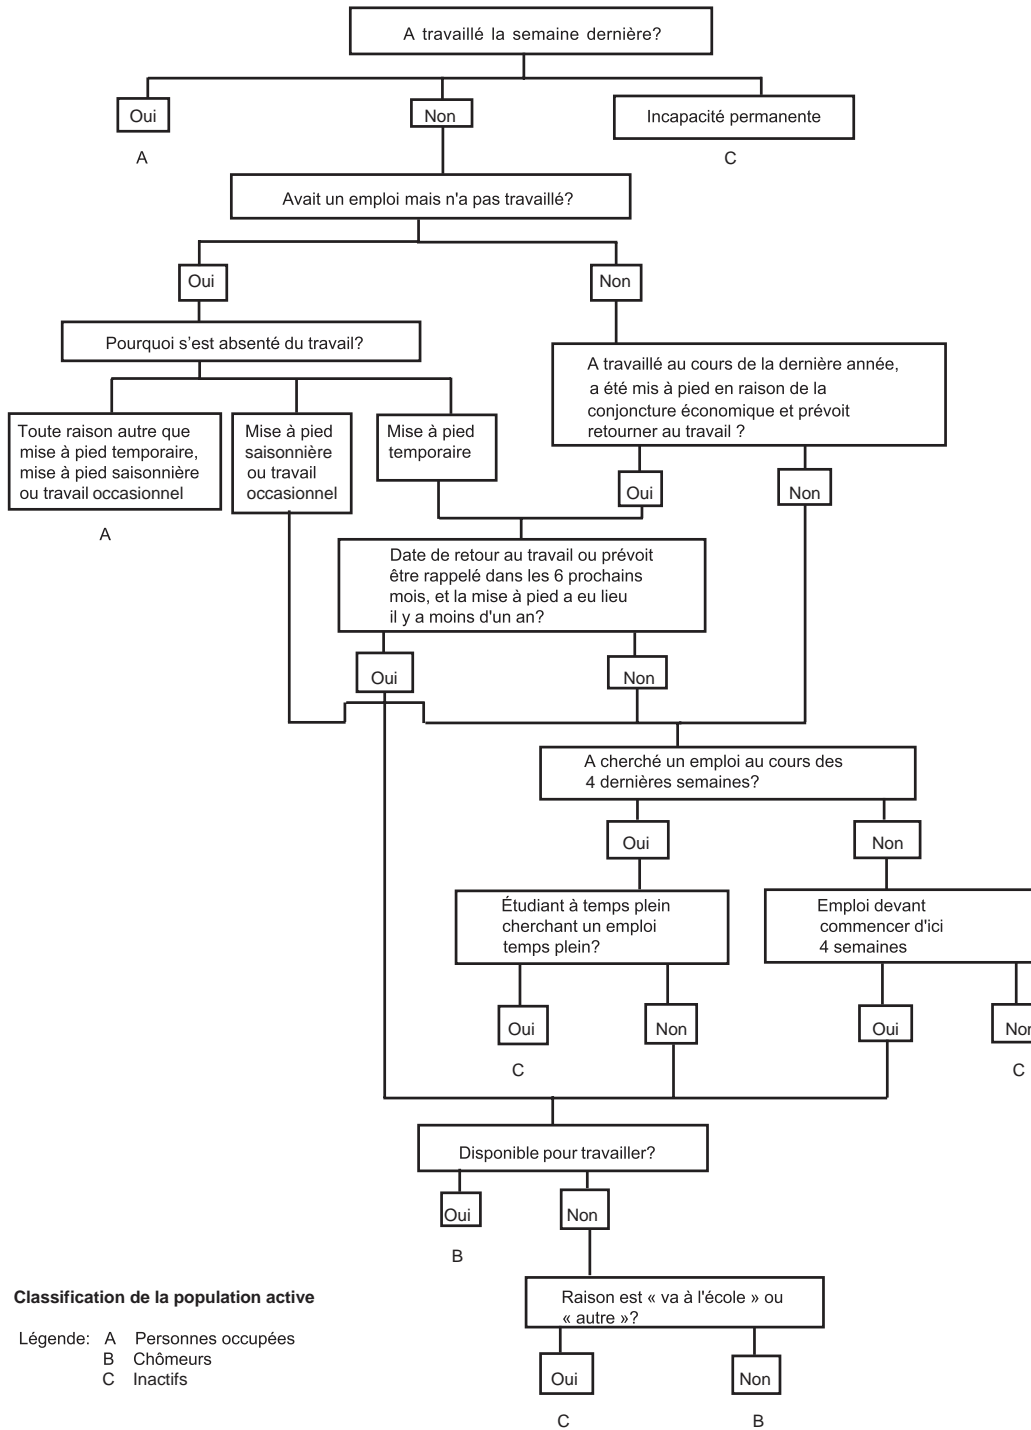 A travaillé la semaine dernière?
Oui
Non
Incapacité permanente
A
C
Avait un emploi mais n'a pas travaillé?
Oui
Non
Pourquoi s'est absenté du travail?
A travaillé au cours de la dernière année,
a été mis à pied en raison de la
conjoncture économique et prévoit
retourner au travail ?
Toute raison autre que
mise à pied temporaire,
mise à pied saisonnière
ou travail occasionnel
Mise à pied
saisonnière
ou travail
occasionnel
Mise à pied
temporaire
Oui
Non
A
Date de retour au travail ou prévoit
être rappelé dans les 6 prochains
mois, et la mise à pied a eu lieu
il y a moins d'un an?
Oui
Non
A cherché un emploi au cours des
4 dernières semaines?
Oui
Non
Étudiant à temps plein
cherchant un emploi
temps plein?
Emploi devant
commencer d'ici
4 semaines
Oui
Non
Oui
C
C
Disponible pour travailler?
Oui
Non
B
Raison est « va à l'école » ou
« autre »?
Oui
Non
C
B
Classification de la population active
Légende: A Personnes occupées
B Chômeurs
C Inactifs